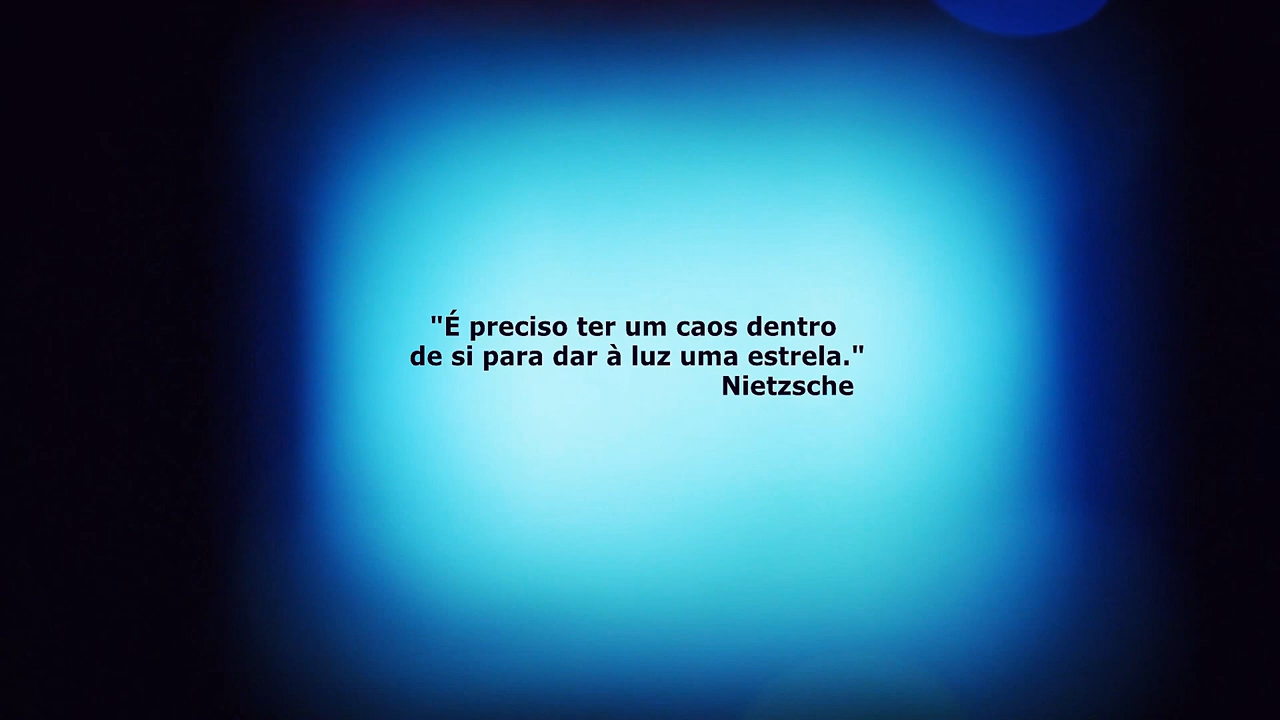 "É preciso ter um caos dentro
de si para dar à luz uma estrela."
Nietzsche